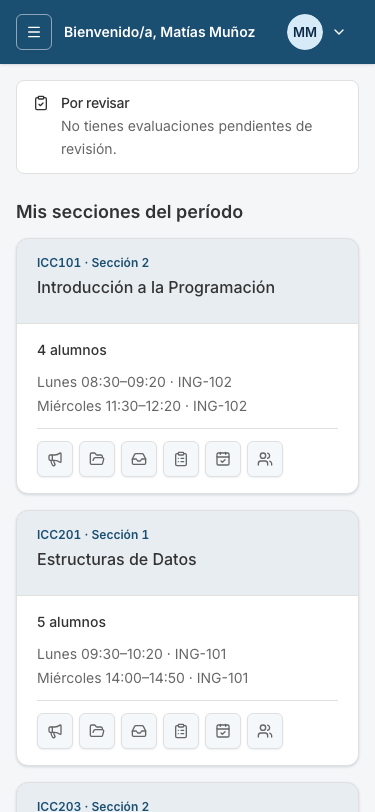 Bienvenido/a, Matías Muñoz
MM
Por revisar
No tienes evaluaciones pendientes de
revisión.
Mis secciones del período
ICC101 · Sección 2
Introducción a la Programación
4 alumnos
Lunes 08:30–09:20 · ING-102
Miércoles 11:30–12:20 · ING-102
ICC201 · Sección 1
Estructuras de Datos
5 alumnos
Lunes 09:30–10:20 · ING-101
Miércoles 14:00–14:50 · ING-101
ICC203 · Sección 2